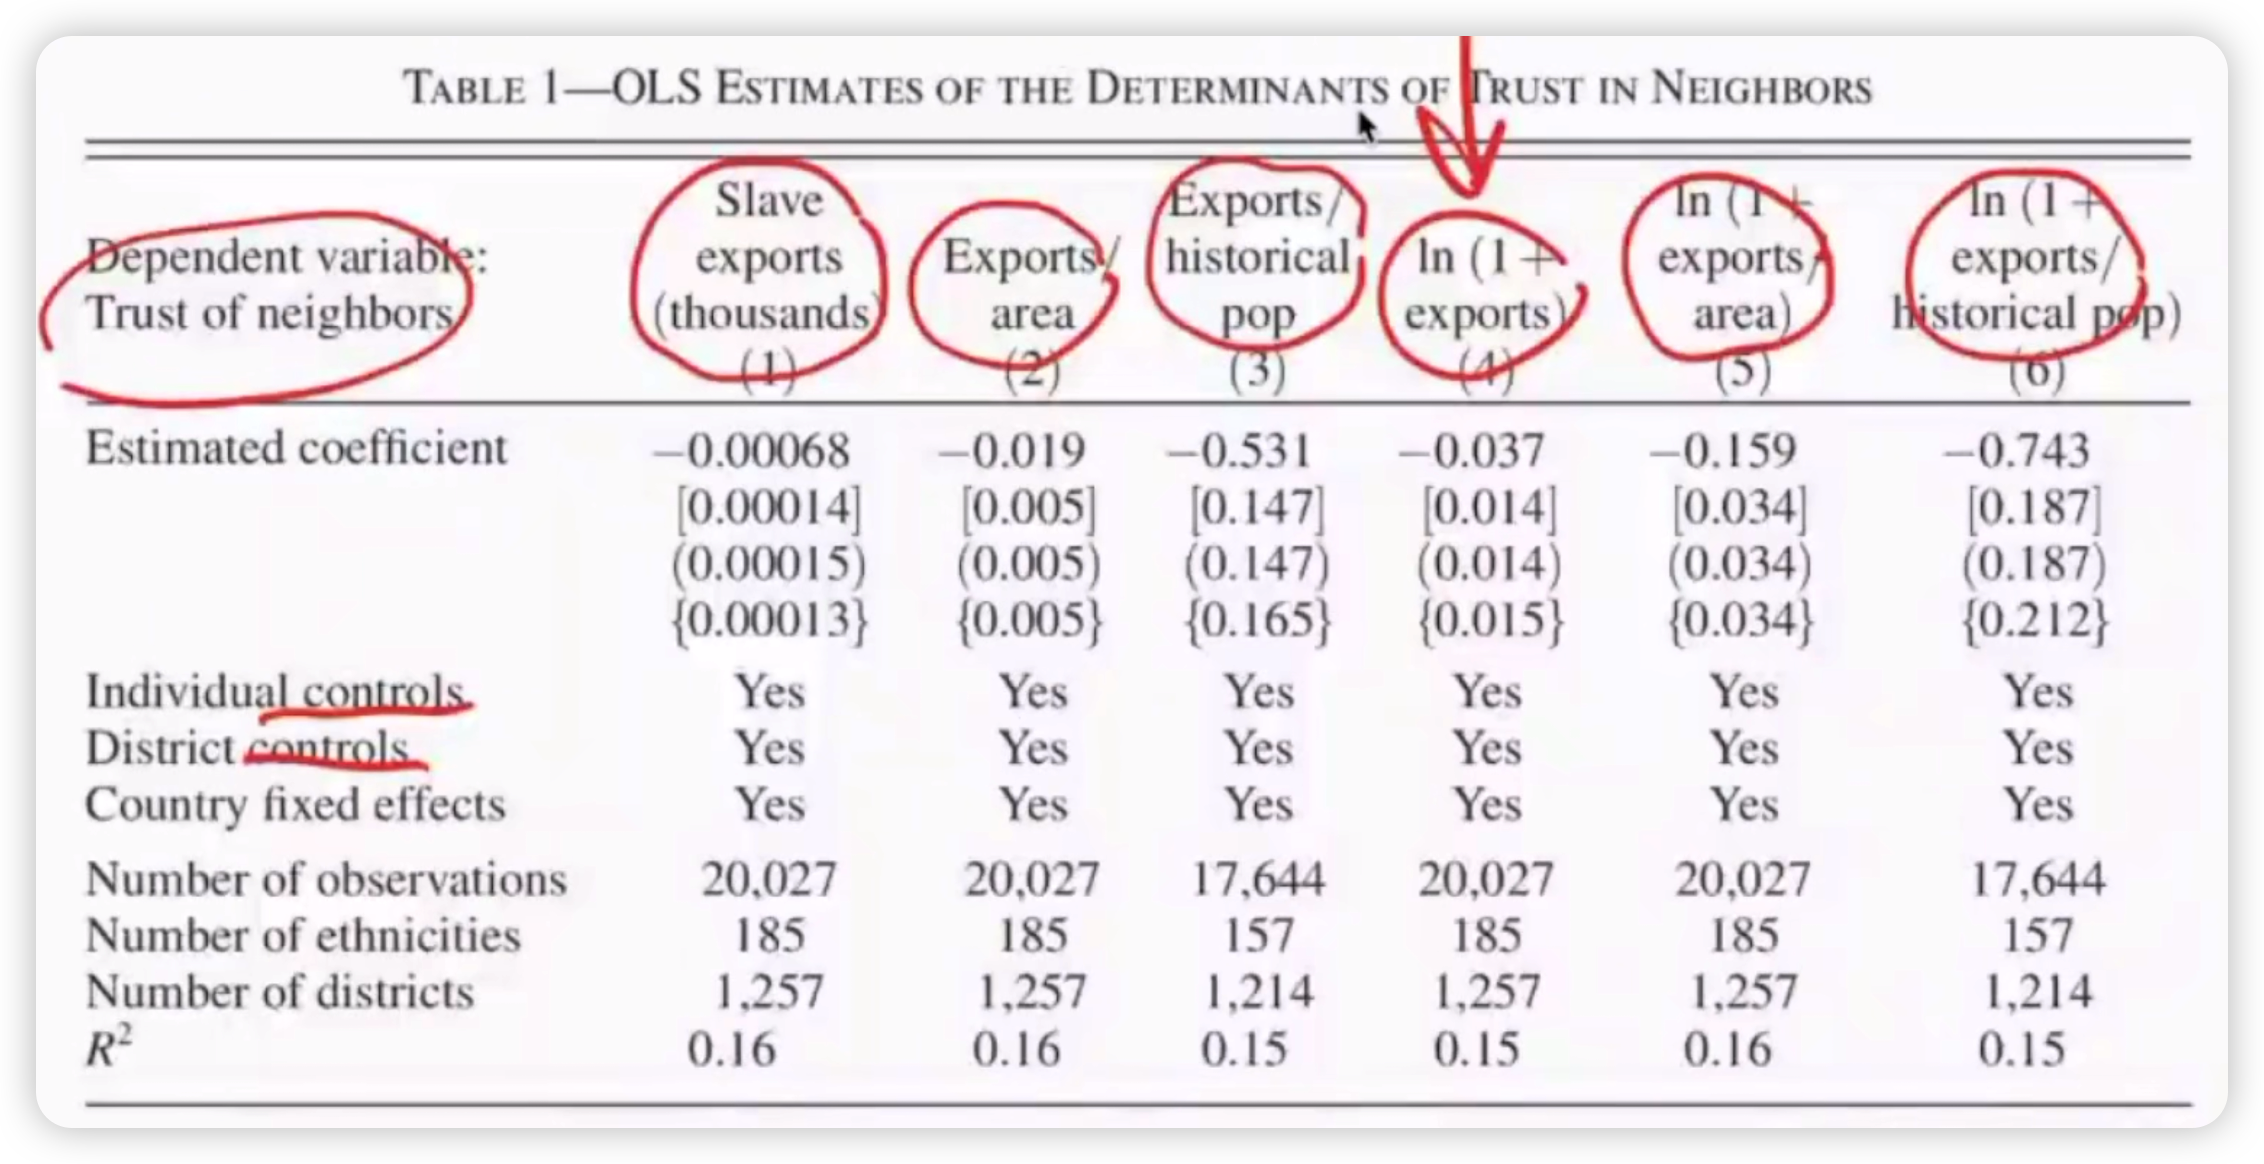 TABLE 1—OLS ESTIMATES OF THE DETERMINANTS OF TRUST IN NEIGHBORS
Dependent variable:
Trust of neighbors
Slave
exports
(thousands)
(1)
Exports/
area
(2)
Exports/
historical
pop
(3)
ln (1 +
exports)
(4)
ln (1 +
exports/
area)
(5)
ln (1 +
exports/
historical pop)
(6)
Estimated coefficient −0.00068 −0.019 −0.531 −0.037 −0.159 −0.743
[0.00014] [0.005] [0.147] [0.014] [0.034] [0.187]
(0.00015) (0.005) (0.147) (0.014) (0.034) (0.187)
{0.00013} {0.005} {0.165} {0.015} {0.034} {0.212}
Individual controls Yes Yes Yes Yes Yes Yes
District controls Yes Yes Yes Yes Yes Yes
Country fixed effects Yes Yes Yes Yes Yes Yes
Number of observations 20,027 20,027 17,644 20,027 20,027 17,644
Number of ethnicities 185 185 157 185 185 157
Number of districts 1,257 1,257 1,214 1,257 1,257 1,214
R² 0.16 0.16 0.15 0.15 0.16 0.15